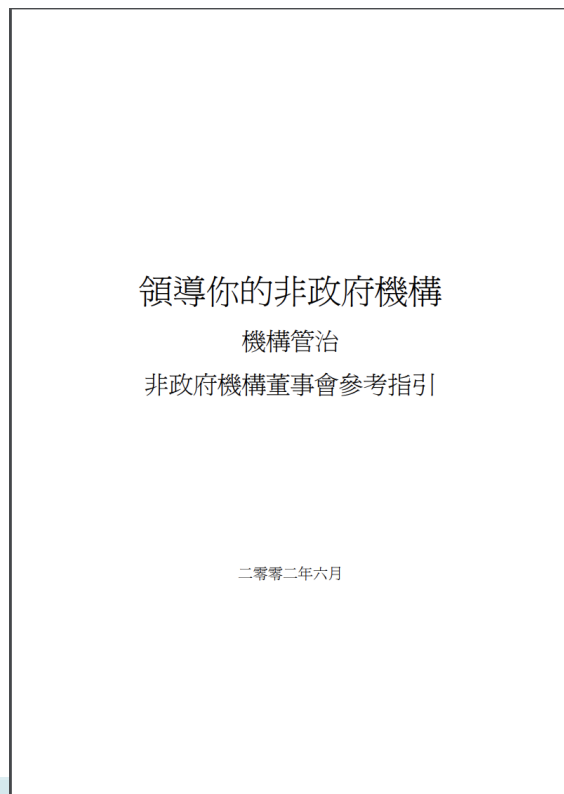 領導你的非政府機構
機構管治
非政府機構董事會參考指引
二零零二年六月